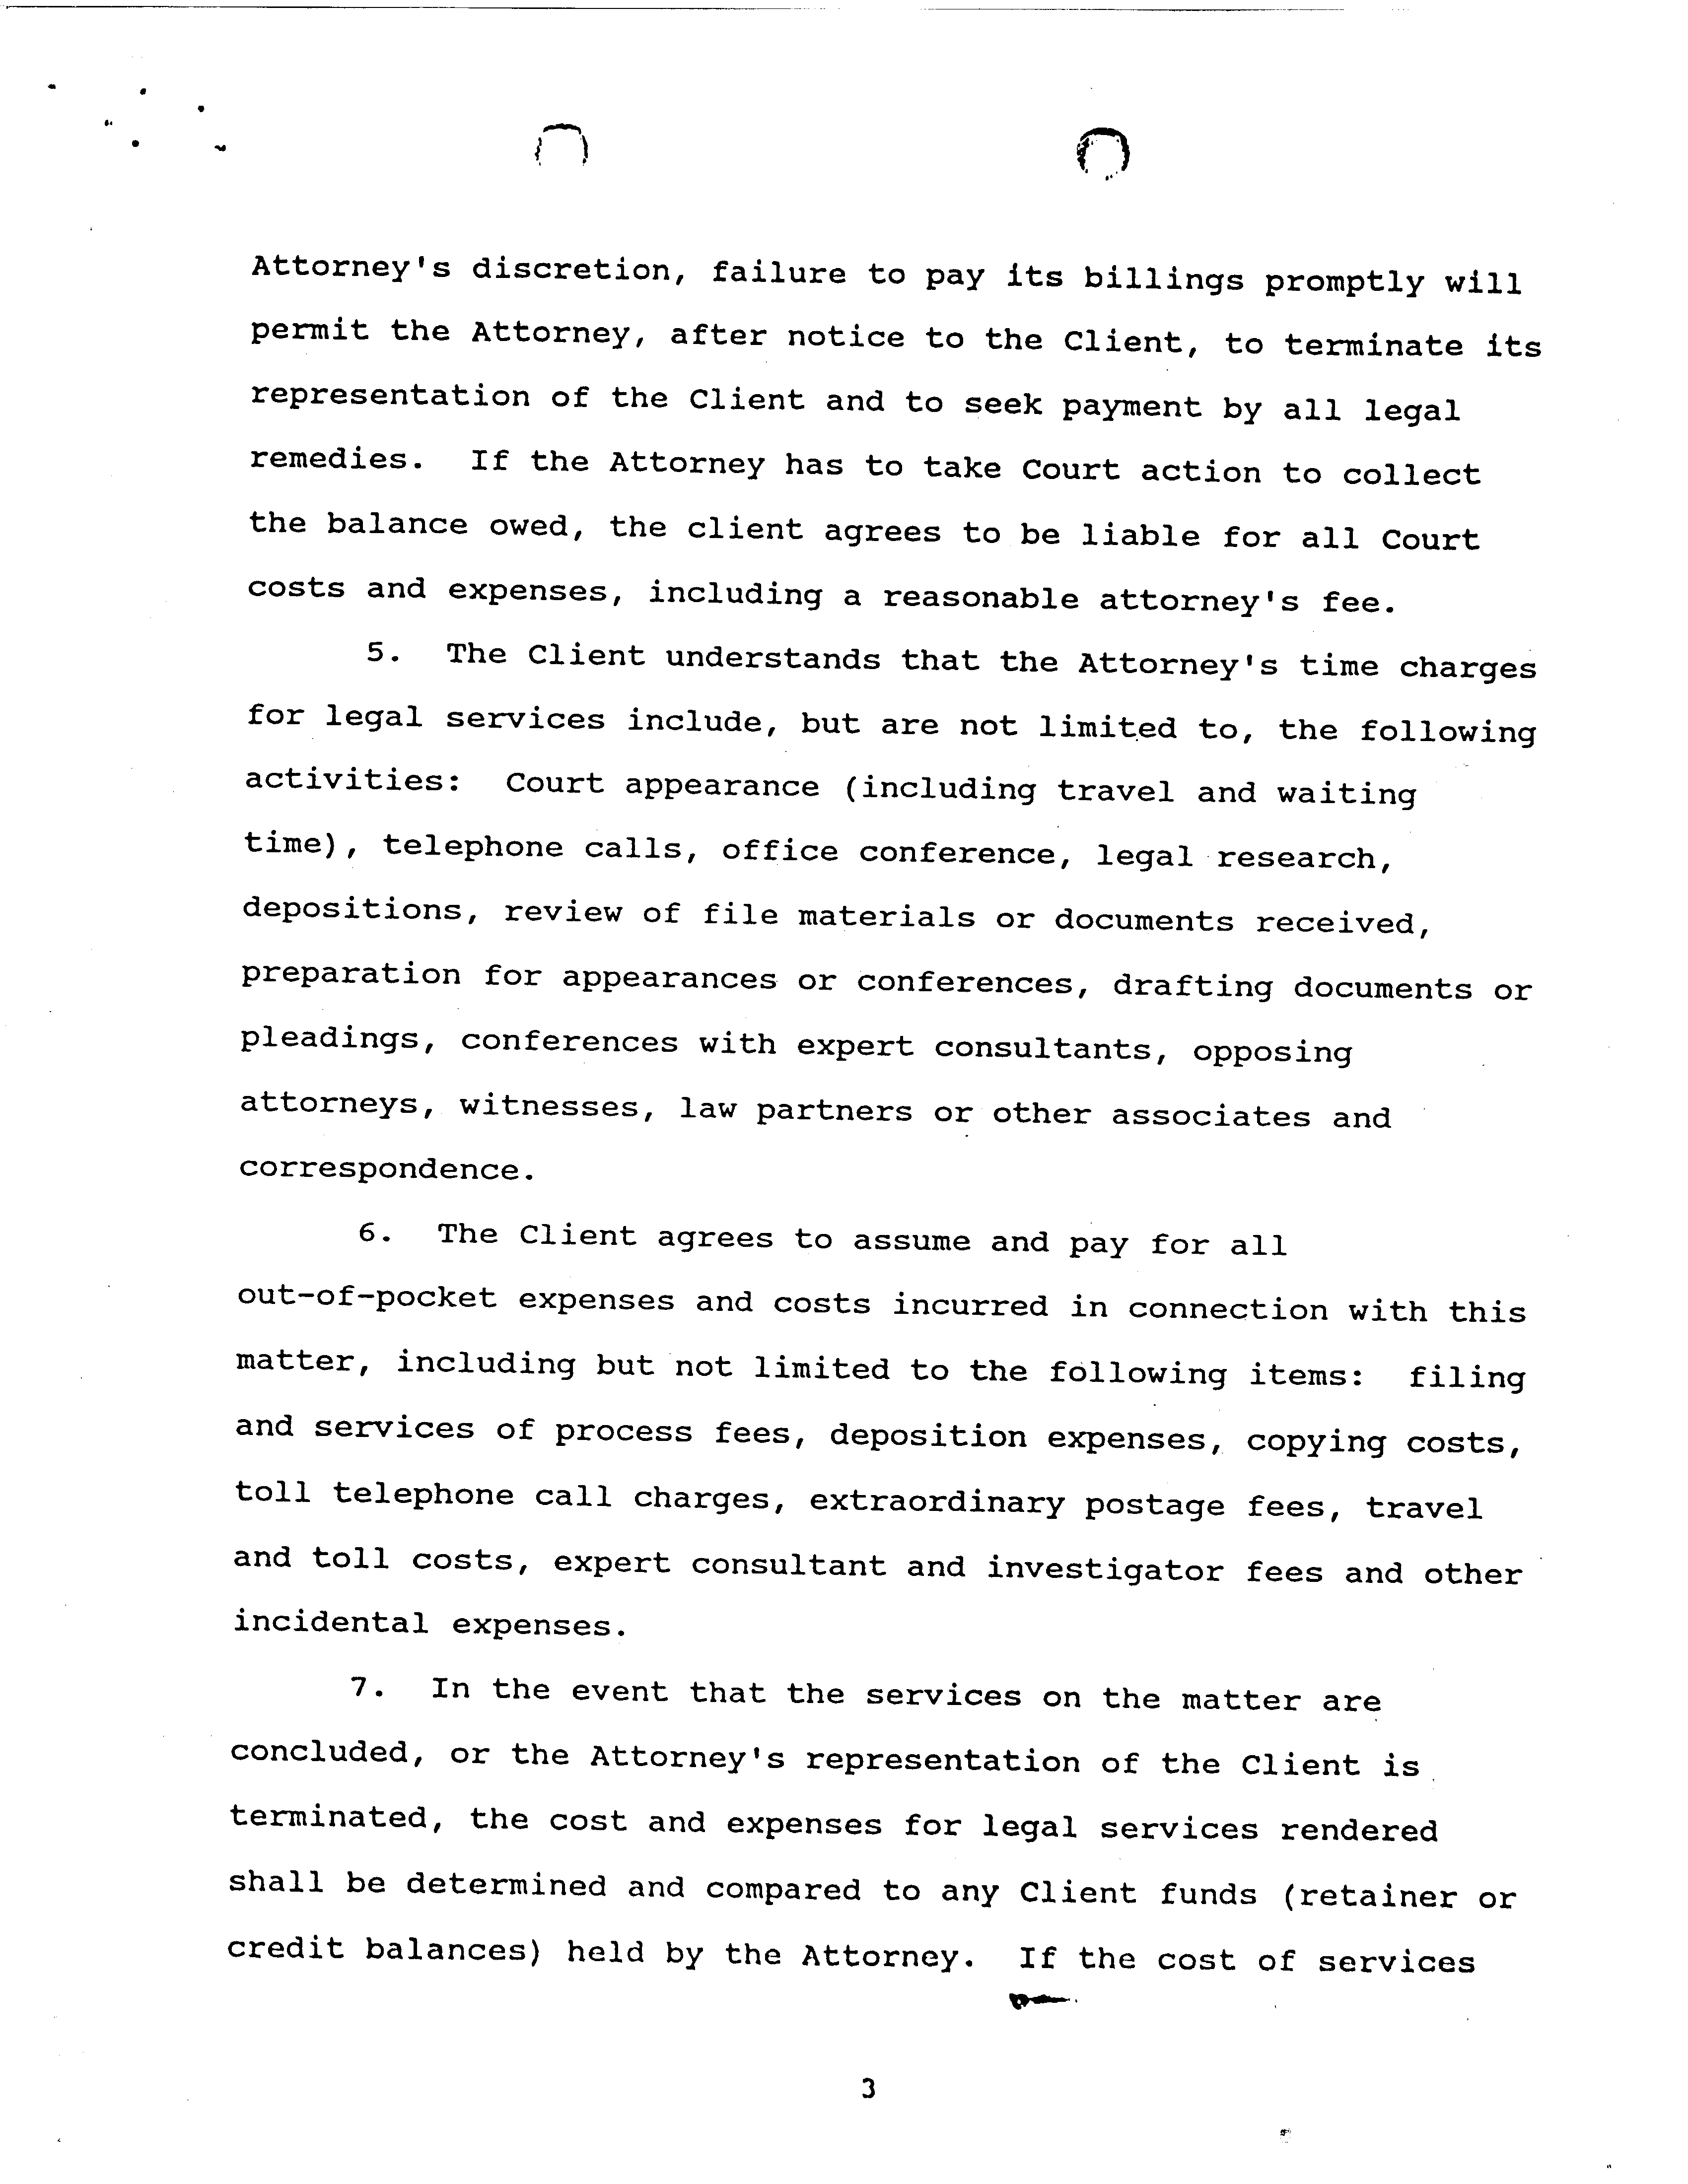 Attorney's discretion, failure to pay its billings promptly will
permit the Attorney, after notice to the Client, to terminate its
representation of the Client and to seek payment by all legal
remedies.  If the Attorney has to take Court action to collect
the balance owed, the client agrees to be liable for all Court
costs and expenses, including a reasonable attorney's fee.
5.  The Client understands that the Attorney's time charges
for legal services include, but are not limited to, the following
activities:  Court appearance (including travel and waiting
time), telephone calls, office conference, legal research,
depositions, review of file materials or documents received,
preparation for appearances or conferences, drafting documents or
pleadings, conferences with expert consultants, opposing
attorneys, witnesses, law partners or other associates and
correspondence.
6.  The Client agrees to assume and pay for all
out-of-pocket expenses and costs incurred in connection with this
matter, including but not limited to the following items:  filing
and services of process fees, deposition expenses, copying costs,
toll telephone call charges, extraordinary postage fees, travel
and toll costs, expert consultant and investigator fees and other
incidental expenses.
7.  In the event that the services on the matter are
concluded, or the Attorney's representation of the Client is
terminated, the cost and expenses for legal services rendered
shall be determined and compared to any Client funds (retainer or
credit balances) held by the Attorney.  If the cost of services
3